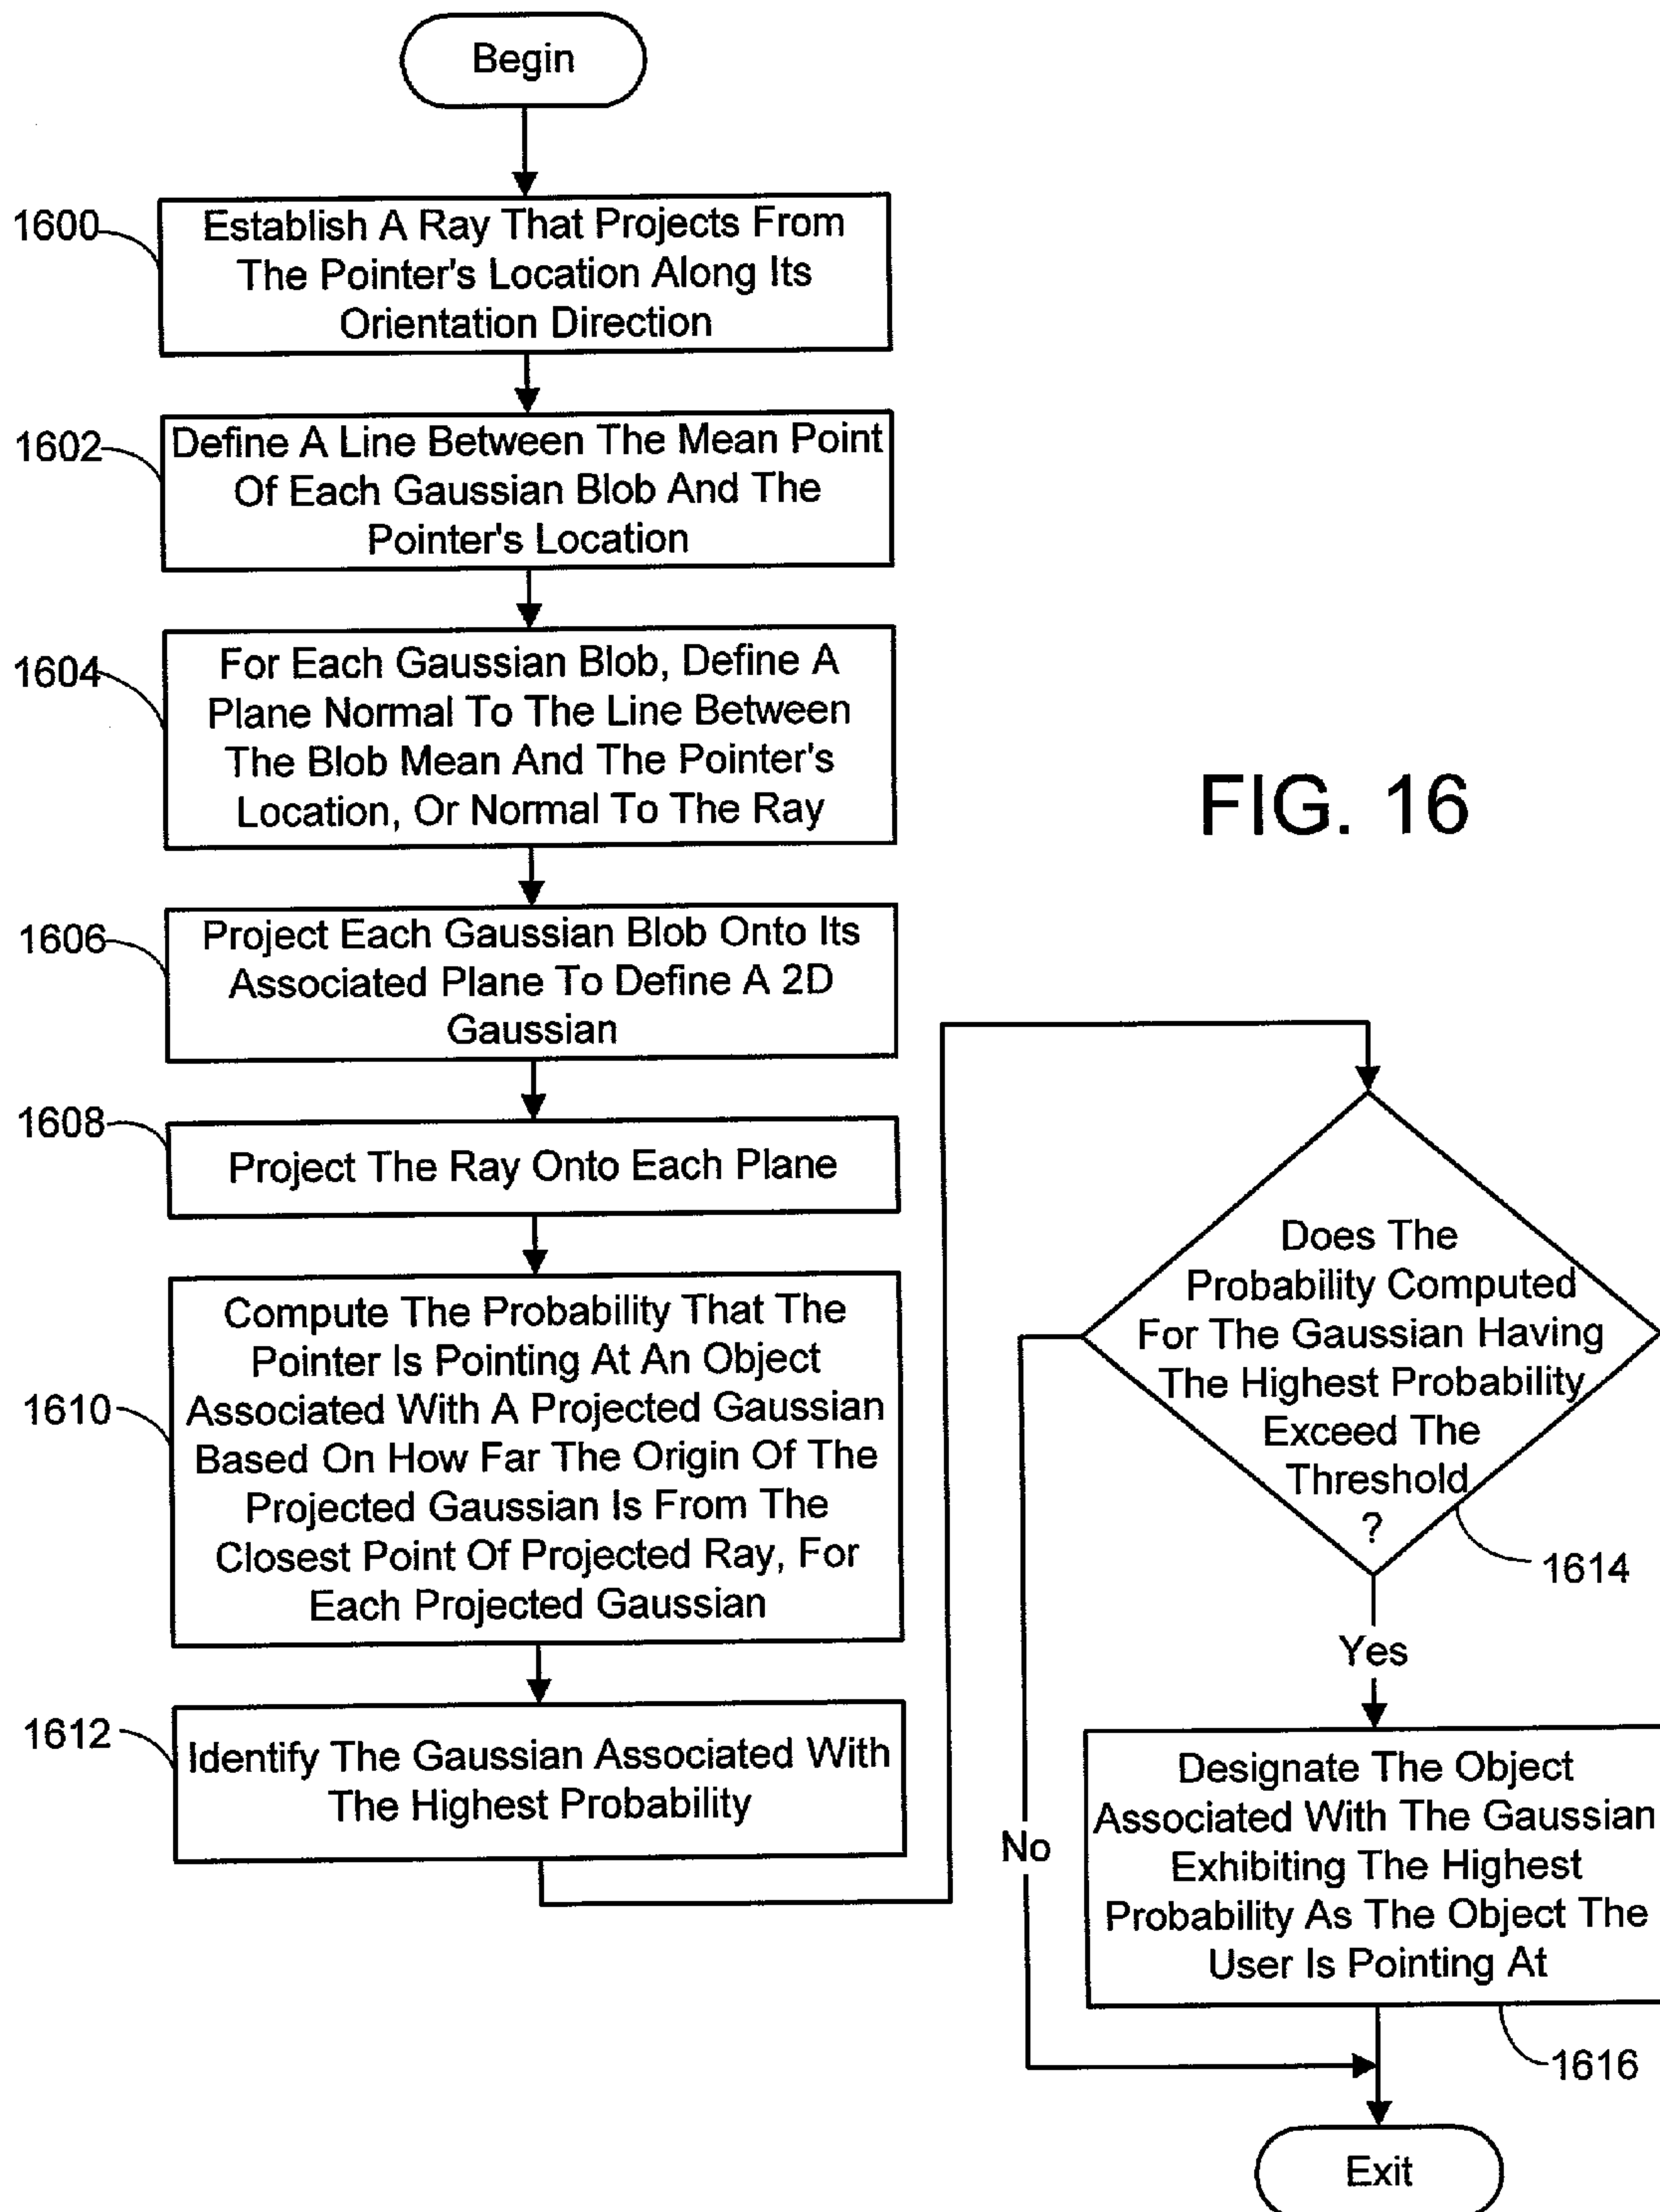 Begin
1600
Establish A Ray That Projects From
The Pointer's Location Along Its
Orientation Direction
1602
Define A Line Between The Mean Point
Of Each Gaussian Blob And The
Pointer's Location
1604
For Each Gaussian Blob, Define A
Plane Normal To The Line Between
The Blob Mean And The Pointer's
Location, Or Normal To The Ray
1606
Project Each Gaussian Blob Onto Its
Associated Plane To Define A 2D
Gaussian
1608
Project The Ray Onto Each Plane
1610
Compute The Probability That The
Pointer Is Pointing At An Object
Associated With A Projected Gaussian
Based On How Far The Origin Of The
Projected Gaussian Is From The
Closest Point Of Projected Ray, For
Each Projected Gaussian
1612
Identify The Gaussian Associated With
The Highest Probability
FIG. 16
Does The
Probability Computed
For The Gaussian Having
The Highest Probability
Exceed The
Threshold
?
1614
Yes
No
Designate The Object
Associated With The Gaussian
Exhibiting The Highest
Probability As The Object The
User Is Pointing At
1616
Exit